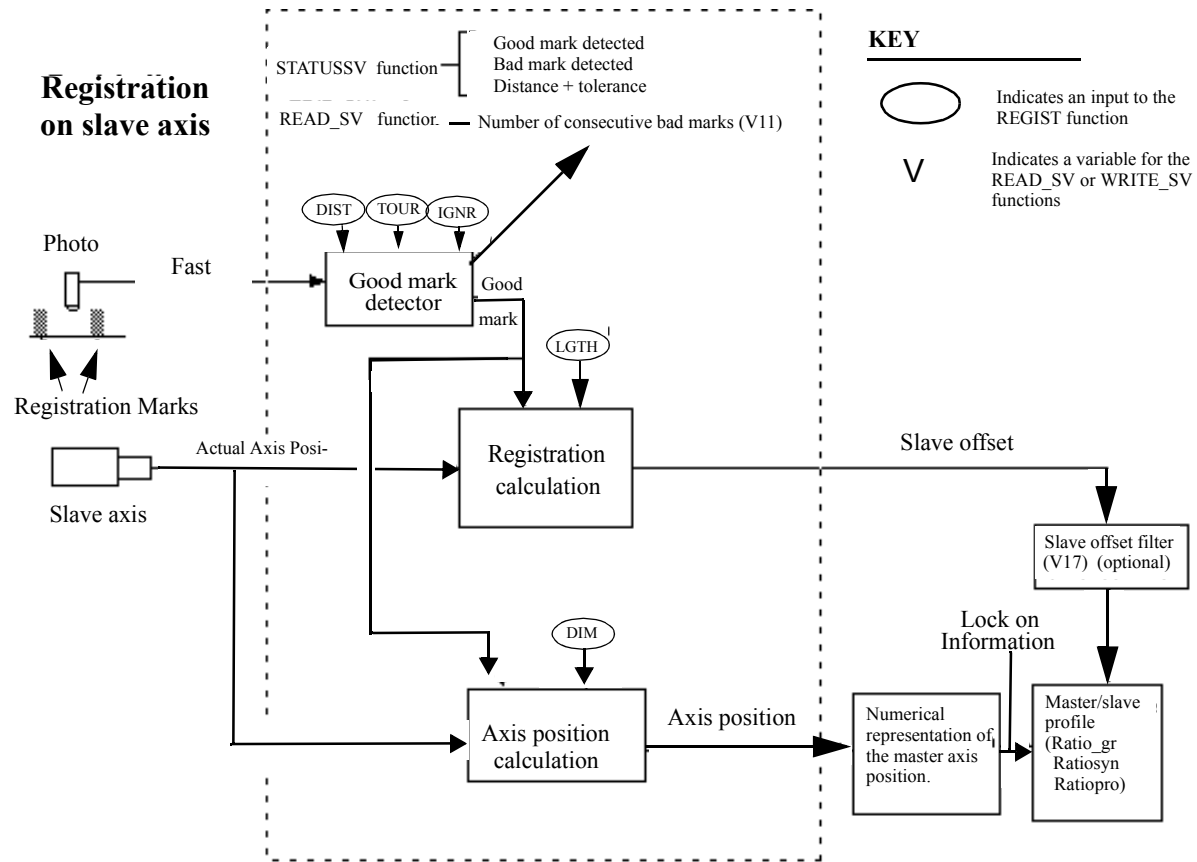 Registration
on slave axis
STATUSSV function
Good mark detected
Bad mark detected
Distance + tolerance
READ_SV function
Number of consecutive bad marks (V11)
KEY
Indicates an input to the
REGIST function
V
Indicates a variable for the
READ_SV or WRITE_SV
functions
DIST
TOUR
IGNR
Photo
Fast
Good mark
detector
Good
mark
LGTH
Registration Marks
Actual Axis Posi-
Registration
calculation
Slave offset
Slave axis
Slave offset filter
(V17) (optional)
DIM
Lock on
Information
Axis position
calculation
Axis position
Numerical
representation of
the master axis
position.
Master/slave
profile
(Ratio_gr
Ratiosyn
Ratiopro)